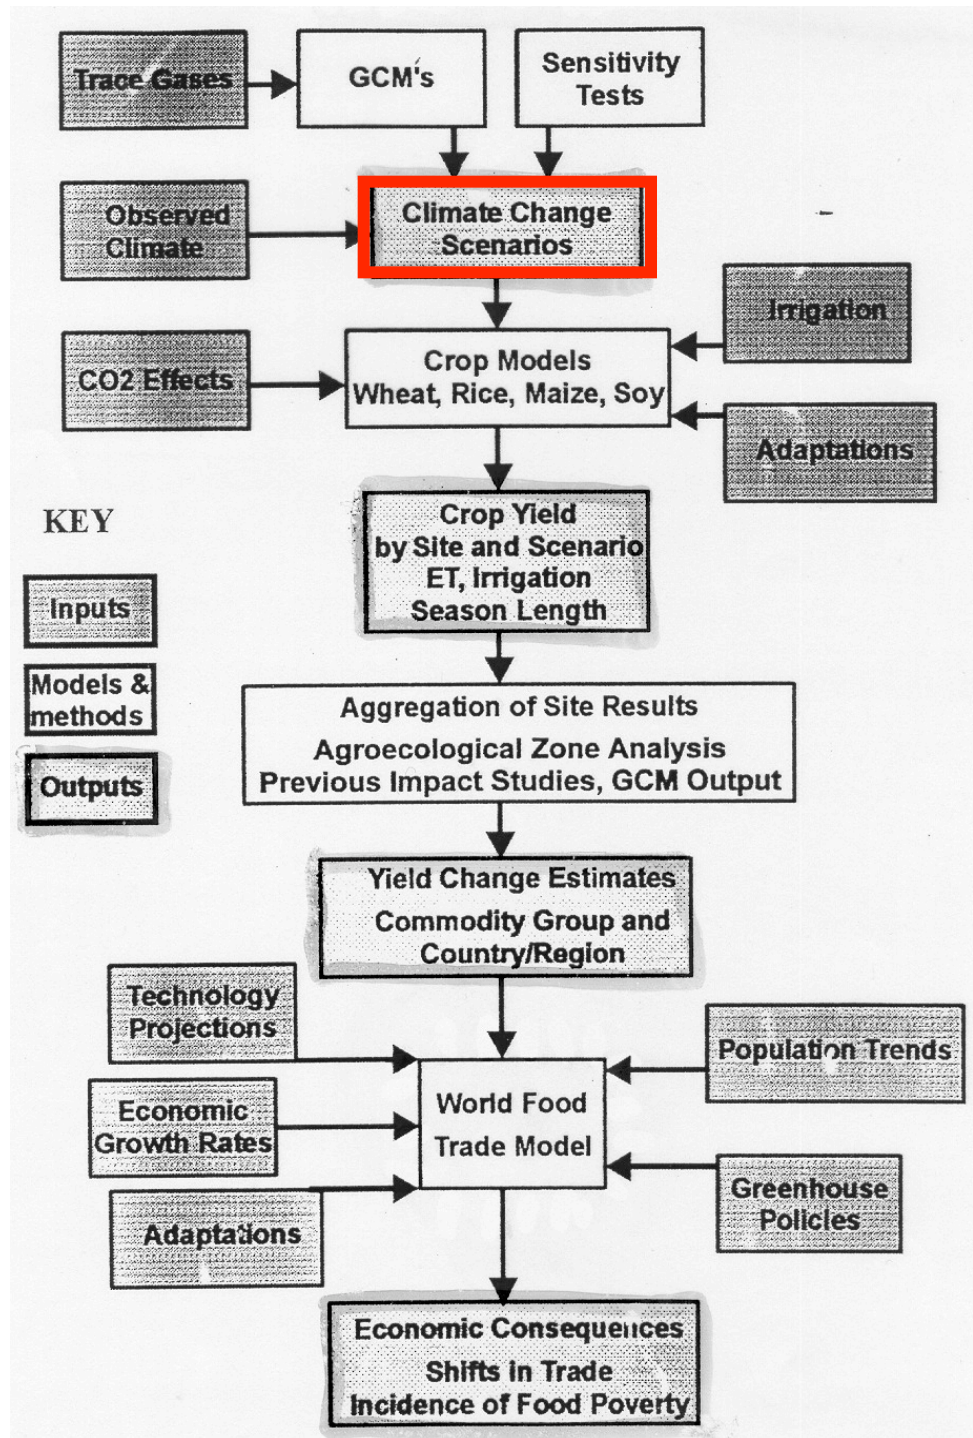 Trace Gases
GCM's
Sensitivity
Tests
Observed
Climate
Climate Change
Scenarios
Irrigation
CO2 Effects
Crop Models
Wheat, Rice, Maize, Soy
Adaptations
Crop Yield
by Site and Scenario
ET, Irrigation
Season Length
KEY
Inputs
Models &
methods
Outputs
Aggregation of Site Results
Agroecological Zone Analysis
Previous Impact Studies, GCM Output
Yield Change Estimates
Commodity Group and
Country/Region
Technology
Projections
Population Trends
Economic
Growth Rates
World Food
Trade Model
Greenhouse
Policies
Adaptations
Economic Consequences
Shifts in Trade
Incidence of Food Poverty